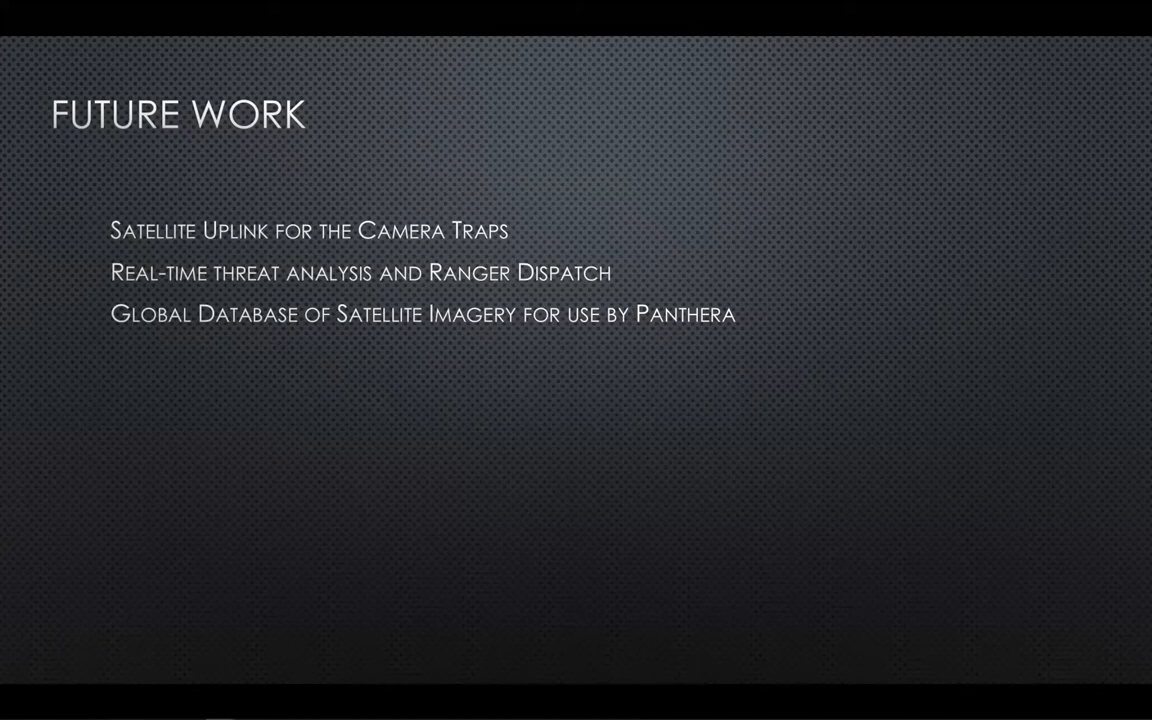 FUTURE WORK
SATELLITE UPLINK FOR THE CAMERA TRAPS
REAL-TIME THREAT ANALYSIS AND RANGER DISPATCH
GLOBAL DATABASE OF SATELLITE IMAGERY FOR USE BY PANTHERA